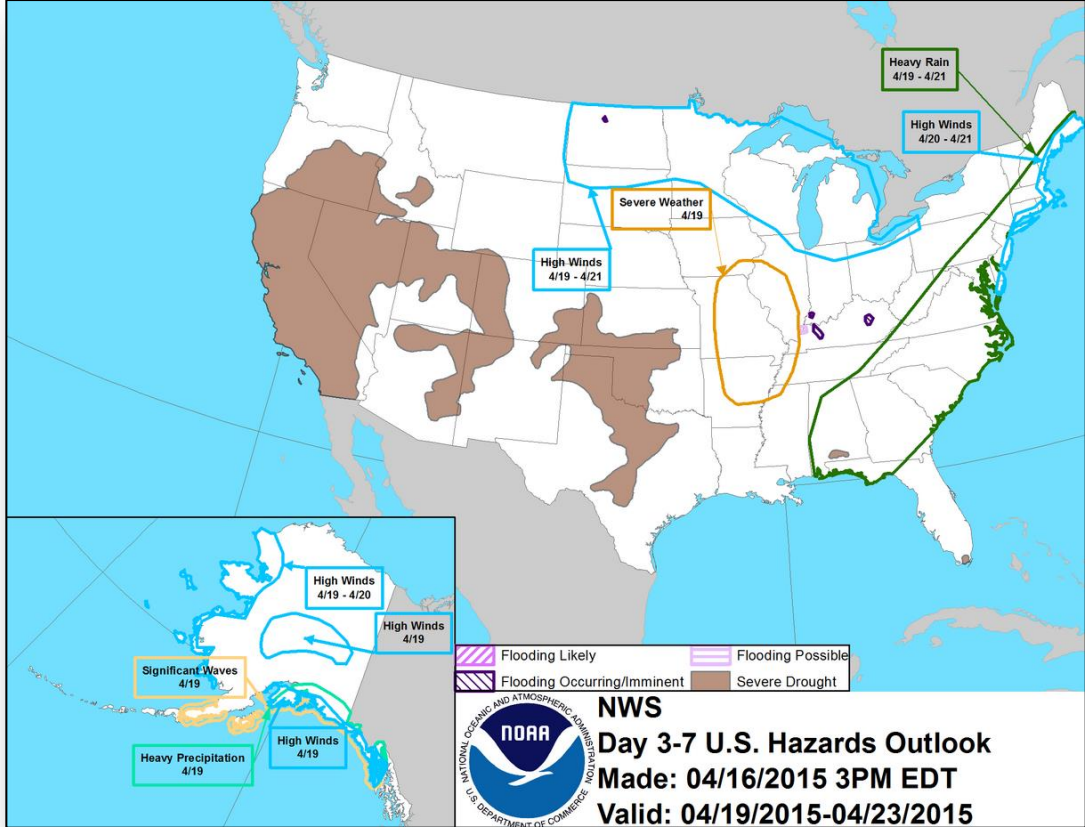 Heavy Rain
4/19 - 4/21
High Winds
4/20 - 4/21
Severe Weather
4/19
High Winds
4/19 - 4/21
High Winds
4/19 - 4/20
High Winds
4/19
Significant Waves
4/19
Heavy Precipitation
4/19
High Winds
4/19
Flooding Likely
Flooding Possible
Flooding Occurring/Imminent
Severe Drought
NATIONAL OCEANIC AND ATMOSPHERIC ADMINISTRATION
NOAA
U.S. DEPARTMENT OF COMMERCE
NWS
Day 3-7 U.S. Hazards Outlook
Made: 04/16/2015 3PM EDT
Valid: 04/19/2015-04/23/2015